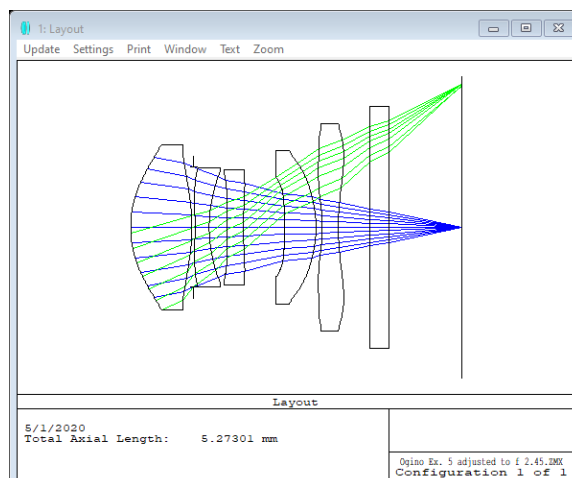 1: Layout
Update Settings Print Window Text Zoom
Layout
5/1/2020
Total Axial Length: 5.27301 mm
Ogino Ex. 5 adjusted to f 2.45.ZMX
Configuration 1 of 1